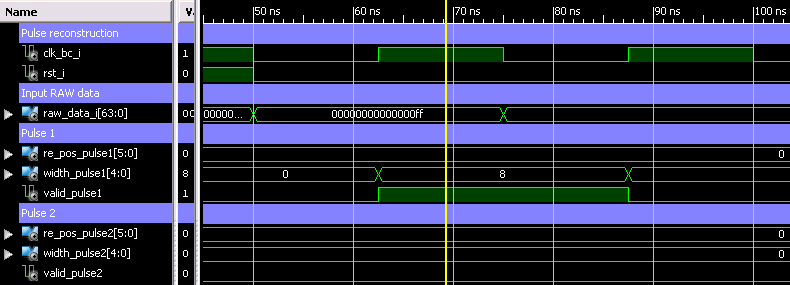 Name V... 50 ns 60 ns 70 ns 80 ns 90 ns 100 ns
Pulse reconstruction
clk_bc_i 1
rst_i 0
Input RAW data
raw_data_i[63:0] 00 00000... 00000000000000ff
Pulse 1
re_pos_pulse1[5:0] 0 0
width_pulse1[4:0] 8 0 8
valid_pulse1 1
Pulse 2
re_pos_pulse2[5:0] 0 0
width_pulse2[4:0] 0 0
valid_pulse2 0